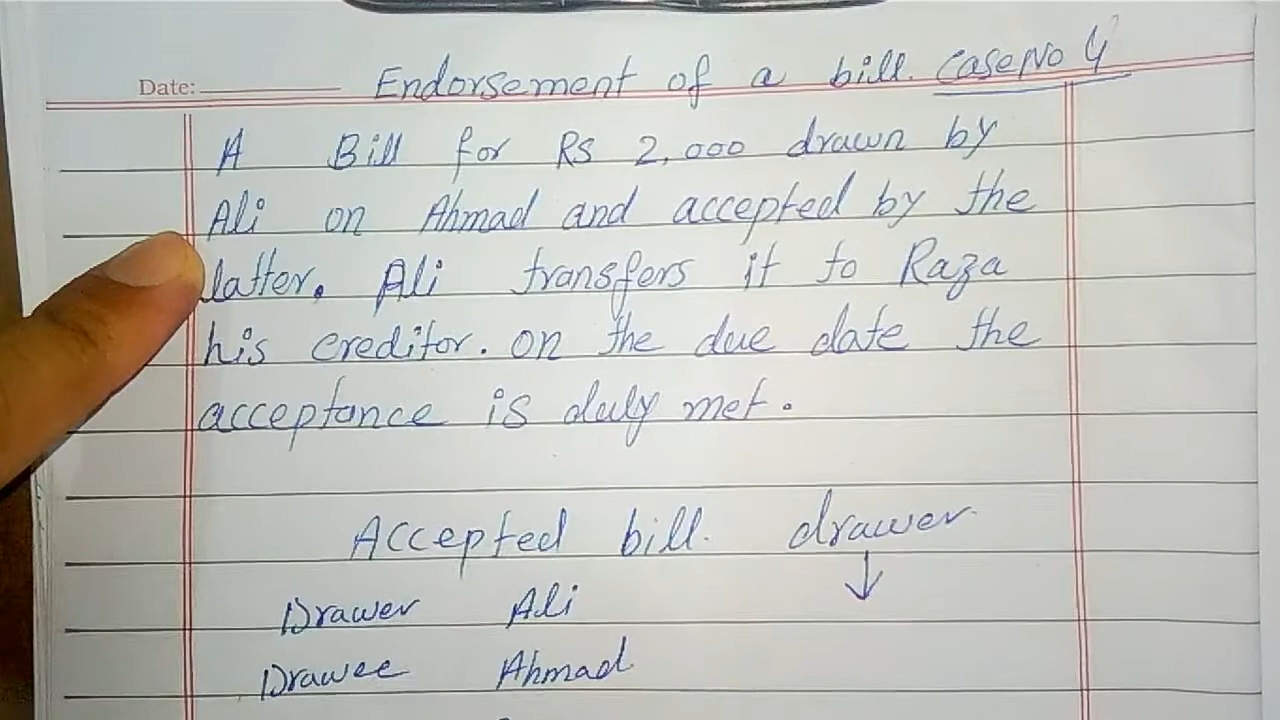 Date: Endorsement of a bill. Case No 4
A Bill for RS 2,000 drawn by
Ali on Ahmad and accepted by the
latter. Ali transfers it to Raza
his creditor. on the due date the
acceptance is duly met.
Accepted bill. drawer
Drawer Ali
Drawee Ahmad